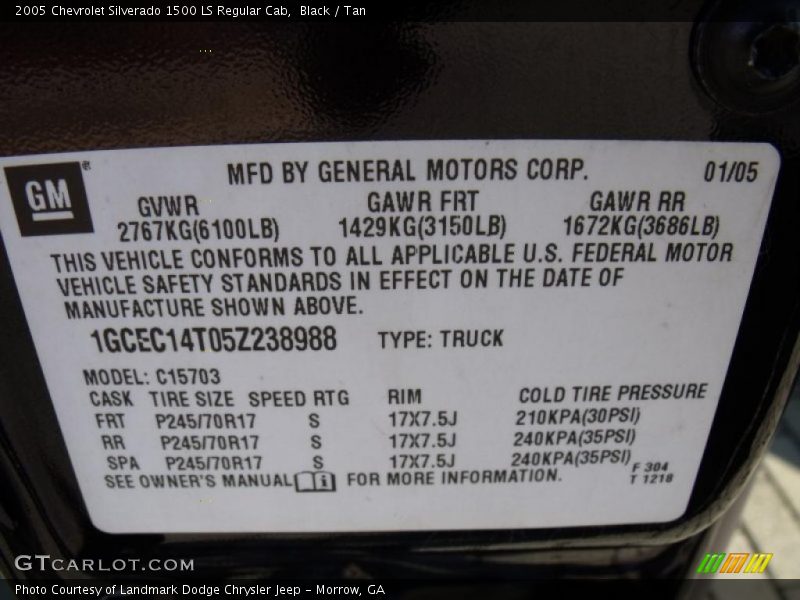 2005 Chevrolet Silverado 1500 LS Regular Cab, Black / Tan
GM
MFD BY GENERAL MOTORS CORP. 01/05
GVWR GAWR FRT GAWR RR
2767KG(6100LB) 1429KG(3150LB) 1672KG(3686LB)
THIS VEHICLE CONFORMS TO ALL APPLICABLE U.S. FEDERAL MOTOR
VEHICLE SAFETY STANDARDS IN EFFECT ON THE DATE OF
MANUFACTURE SHOWN ABOVE.
1GCEC14T05Z238988 TYPE: TRUCK
MODEL: C15703
CASK TIRE SIZE SPEED RTG RIM COLD TIRE PRESSURE
FRT P245/70R17 S 17X7.5J 210KPA(30PSI)
RR P245/70R17 S 17X7.5J 240KPA(35PSI)
SPA P245/70R17 S 17X7.5J 240KPA(35PSI)
SEE OWNER'S MANUAL i FOR MORE INFORMATION.
F 304
T 1218
GTCARLOT.COM
Photo Courtesy of Landmark Dodge Chrysler Jeep - Morrow, GA